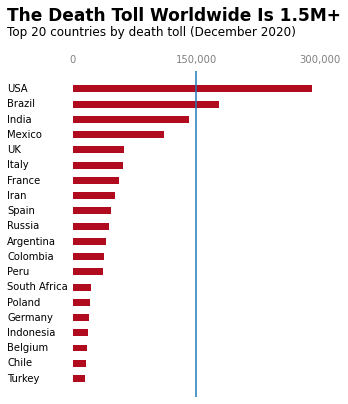 The Death Toll Worldwide Is 1.5M+
Top 20 countries by death toll (December 2020)
0 150,000 300,000
USA
Brazil
India
Mexico
UK
Italy
France
Iran
Spain
Russia
Argentina
Colombia
Peru
South Africa
Poland
Germany
Indonesia
Belgium
Chile
Turkey